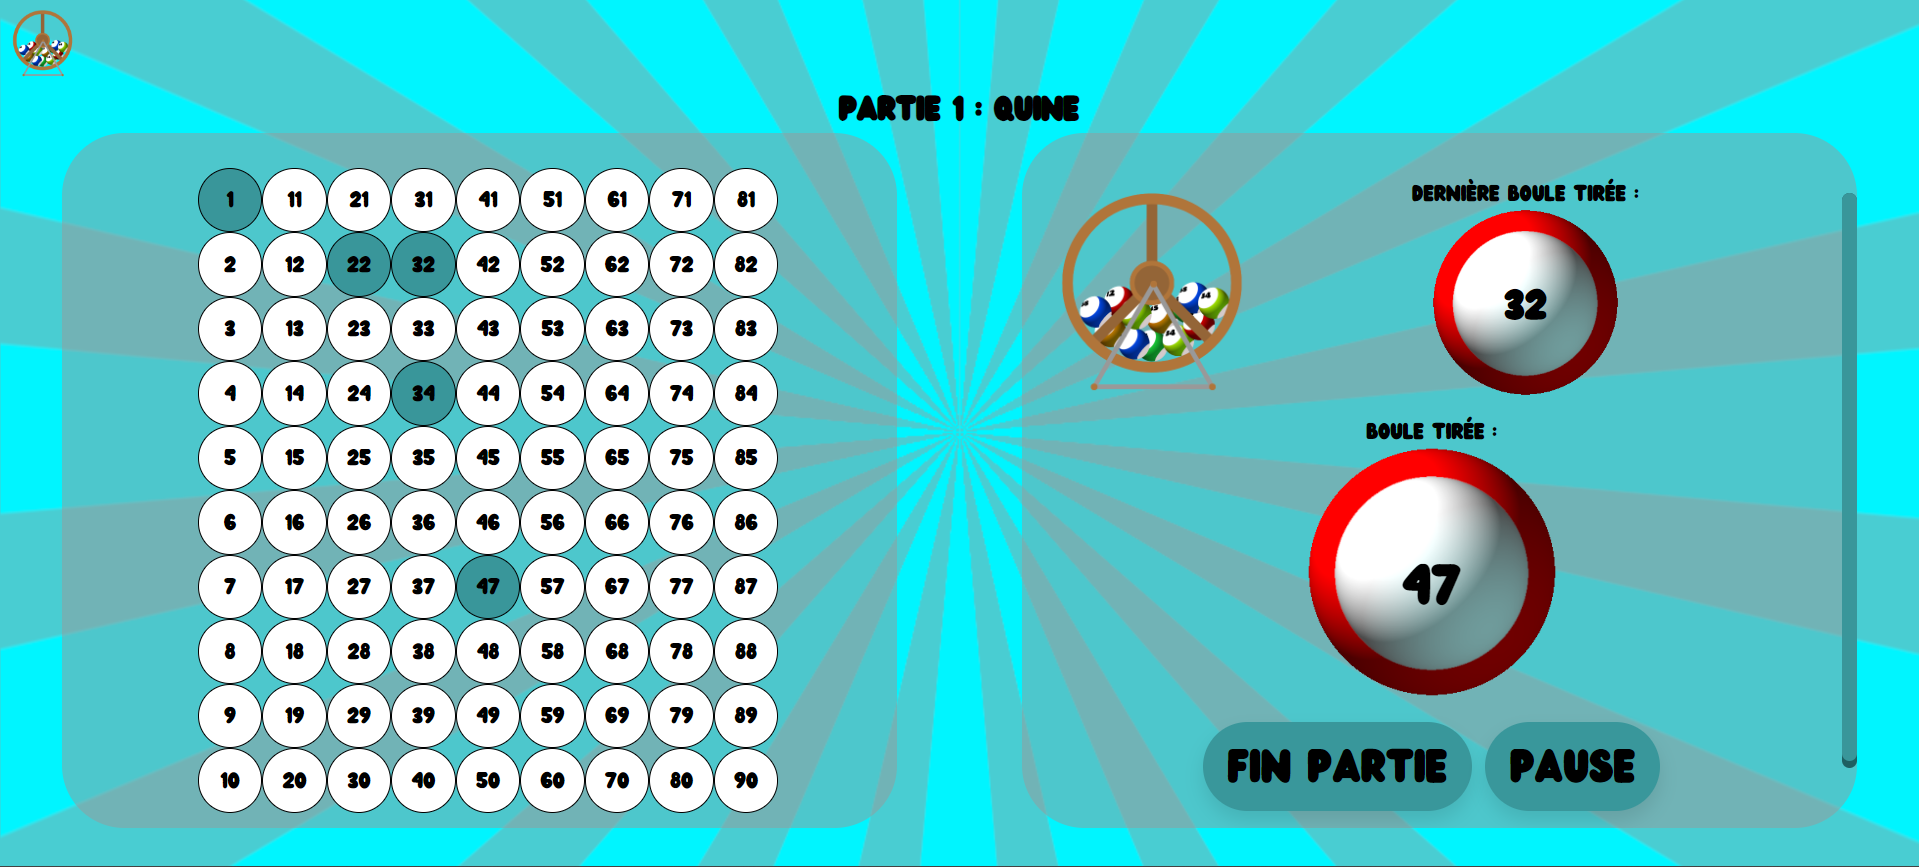 PARTIE 1 : QUINE
1 11 21 31 41 51 61 71 81
2 12 22 32 42 52 62 72 82
3 13 23 33 43 53 63 73 83
4 14 24 34 44 54 64 74 84
5 15 25 35 45 55 65 75 85
6 16 26 36 46 56 66 76 86
7 17 27 37 47 57 67 77 87
8 18 28 38 48 58 68 78 88
9 19 29 39 49 59 69 79 89
10 20 30 40 50 60 70 80 90
DERNIÈRE BOULE TIRÉE :
32
BOULE TIRÉE :
47
FIN PARTIE
PAUSE